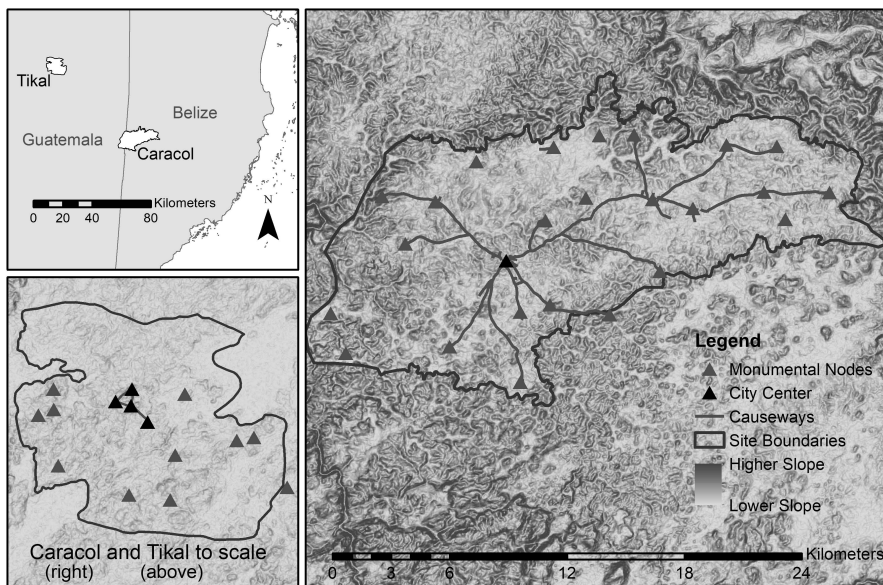 Tikal
Belize
Guatemala
Caracol
Kilometers
0 20 40 80
N
Caracol and Tikal to scale
(right) (above)
Legend
Monumental Nodes
City Center
Causeways
Site Boundaries
Higher Slope
Lower Slope
Kilometers
0 3 6 12 18 24